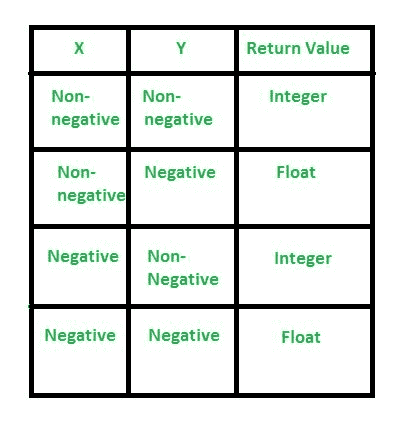 X Y Return Value
Non- Non- Integer
negative negative
Non- Negative Float
negative
Negative Non- Integer
Negative
Negative Negative Float